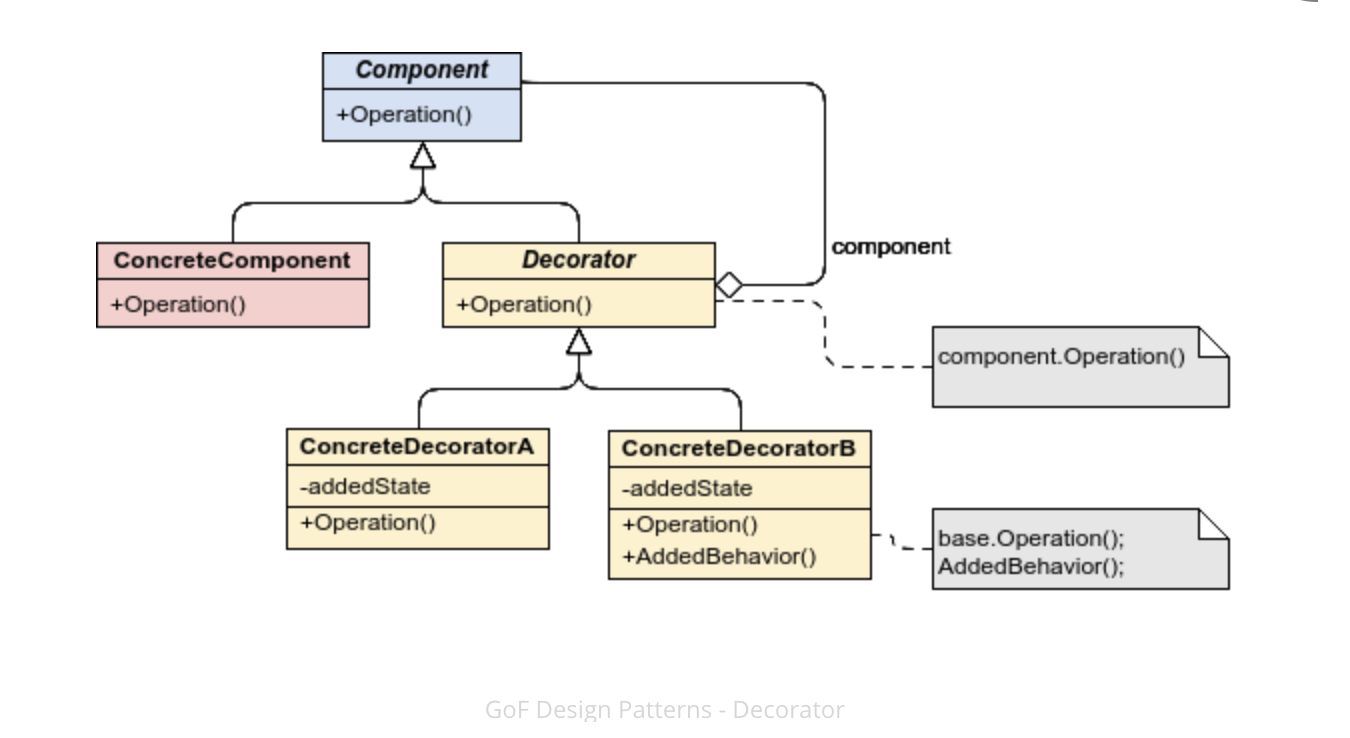 Component
+Operation()
component
ConcreteComponent
+Operation()
Decorator
+Operation()
component.Operation()
ConcreteDecoratorA
-addedState
+Operation()
ConcreteDecoratorB
-addedState
+Operation()
+AddedBehavior()
base.Operation();
AddedBehavior();
GoF Design Patterns - Decorator